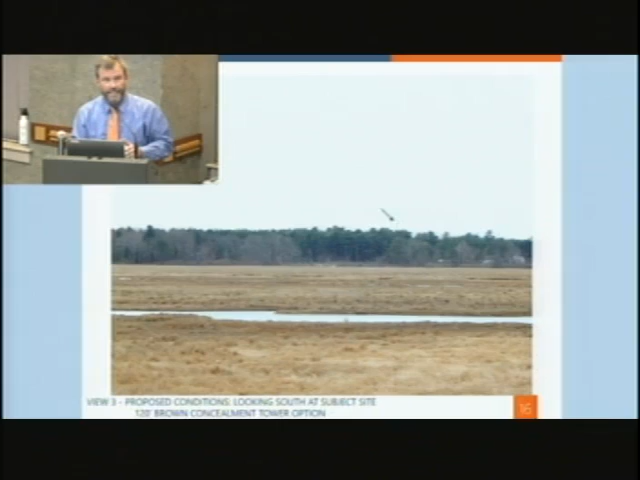 VIEW 3 - PROPOSED CONDITIONS: LOOKING SOUTH AT SUBJECT SITE
120' BROWN CONCEALMENT TOWER OPTION
16